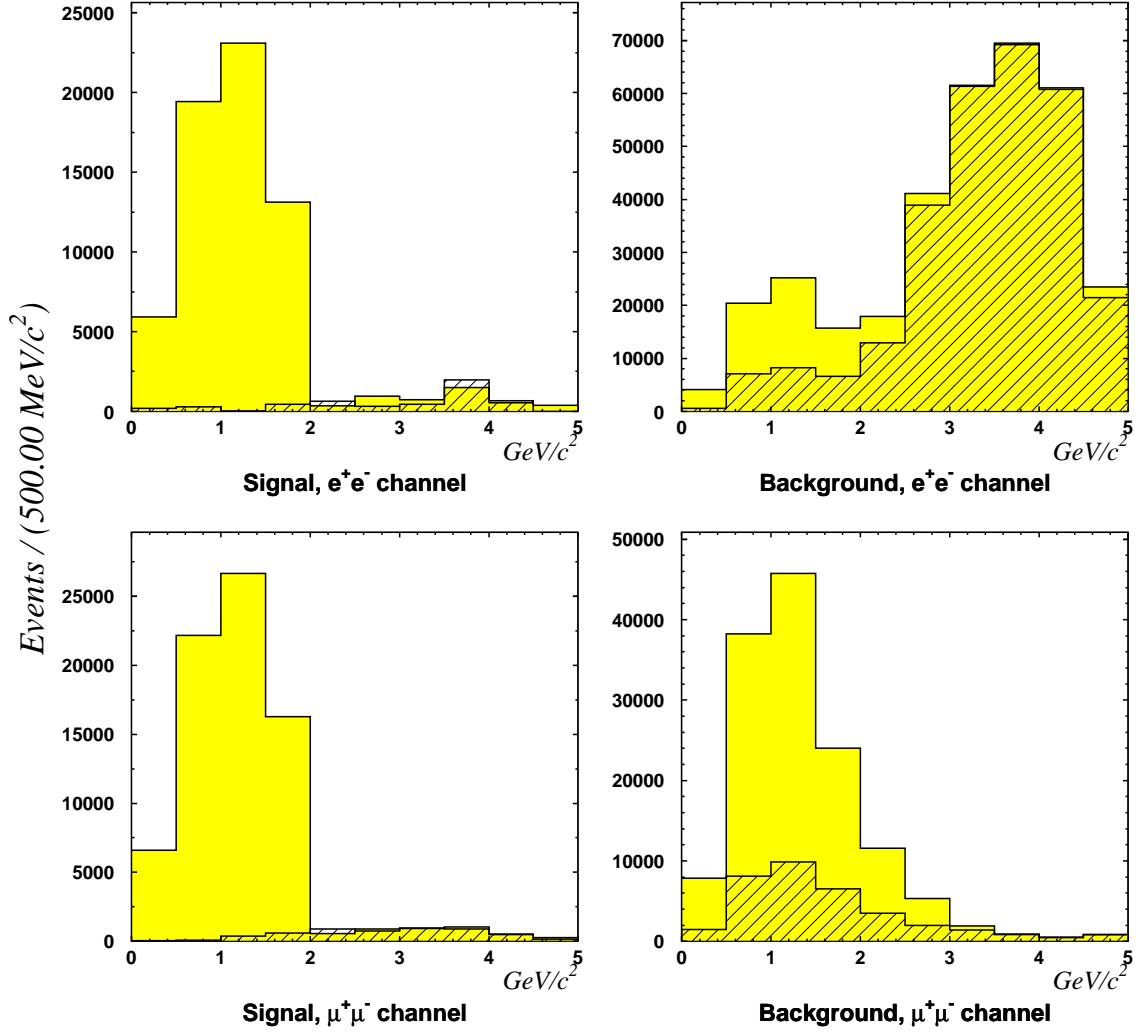 Events / (500.00 MeV/c²)
25000
20000
15000
10000
5000
0
0 1 2 3 4 5
GeV/c²
Signal, e⁺e⁻ channel
70000
60000
50000
40000
30000
20000
10000
0
0 1 2 3 4 5
GeV/c²
Background, e⁺e⁻ channel
25000
20000
15000
10000
5000
0
0 1 2 3 4 5
GeV/c²
Signal, μ⁺μ⁻ channel
50000
40000
30000
20000
10000
0
0 1 2 3 4 5
GeV/c²
Background, μ⁺μ⁻ channel